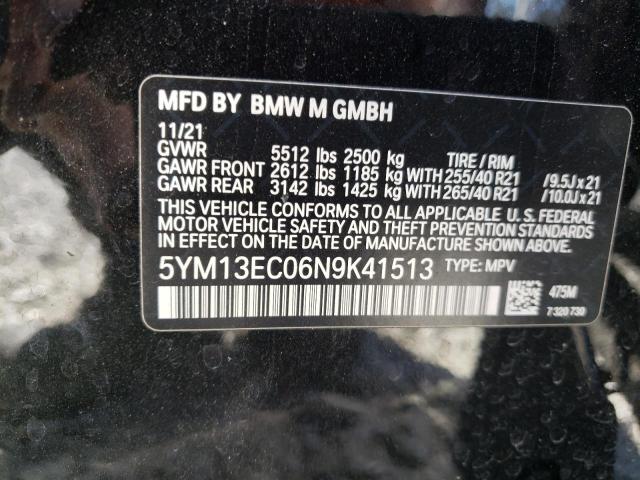 MFD BY BMW M GMBH
11/21
GVWR 5512 lbs 2500 kg TIRE / RIM
GAWR FRONT 2612 lbs 1185 kg WITH 255/40 R21 /9.5J x 21
GAWR REAR 3142 lbs 1425 kg WITH 265/40 R21 /10.0J x 21
THIS VEHICLE CONFORMS TO ALL APPLICABLE U.S. FEDERAL
MOTOR VEHICLE SAFETY AND THEFT PREVENTION STANDARDS
IN EFFECT ON THE DATE OF MANUFACTURE SHOWN ABOVE.
5YM13EC06N9K41513 TYPE: MPV
475M
7 320 730